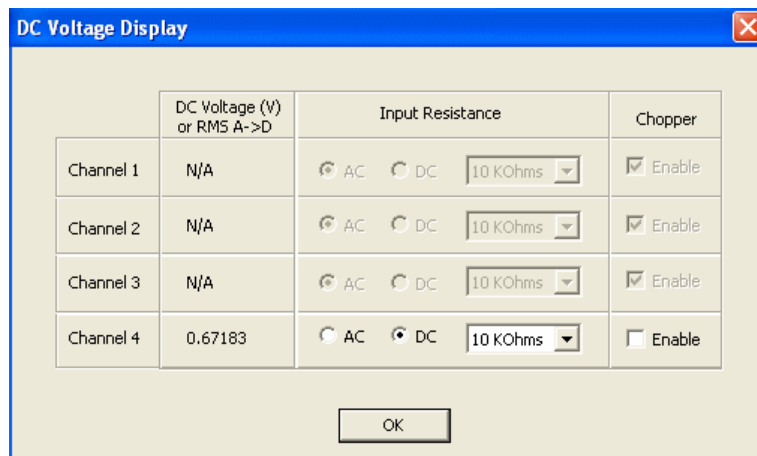 DC Voltage Display
DC Voltage (V)
or RMS A->D
Input Resistance
Chopper
Channel 1 N/A AC DC 10 KOhms Enable
Channel 2 N/A AC DC 10 KOhms Enable
Channel 3 N/A AC DC 10 KOhms Enable
Channel 4 0.67183 AC DC 10 KOhms Enable
OK